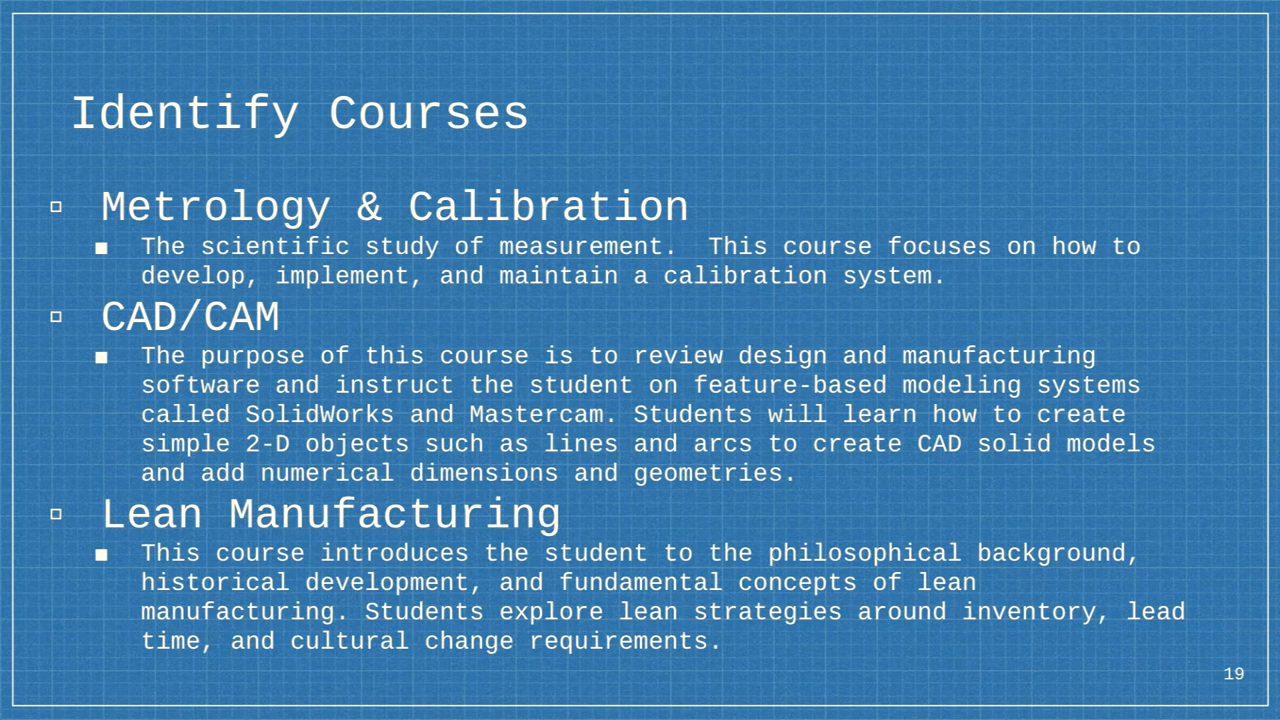 Identify Courses
▫ Metrology & Calibration
▪ The scientific study of measurement.  This course focuses on how to
develop, implement, and maintain a calibration system.
▫ CAD/CAM
▪ The purpose of this course is to review design and manufacturing
software and instruct the student on feature-based modeling systems
called SolidWorks and Mastercam. Students will learn how to create
simple 2-D objects such as lines and arcs to create CAD solid models
and add numerical dimensions and geometries.
▫ Lean Manufacturing
▪ This course introduces the student to the philosophical background,
historical development, and fundamental concepts of lean
manufacturing. Students explore lean strategies around inventory, lead
time, and cultural change requirements.
19